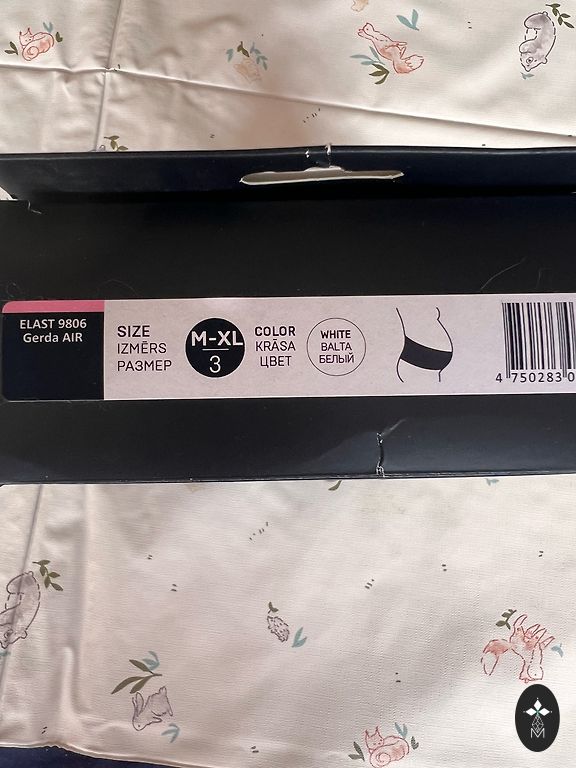 ELAST 9806
Gerda AIR
SIZE
IZMĒRS
РАЗМЕР
M-XL
3
COLOR
KRĀSA
ЦВЕТ
WHITE
BALTA
БЕЛЫЙ
4 750283 0